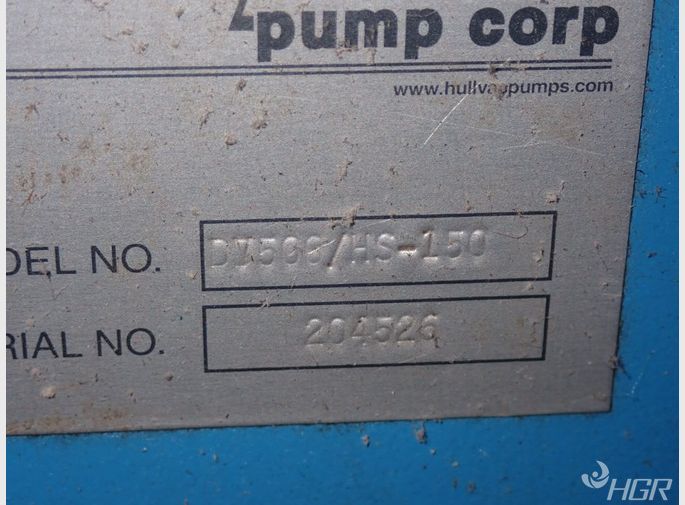 pump corp
www.hullvacpumps.com
DEL NO.
RIAL NO. 204526
HGR